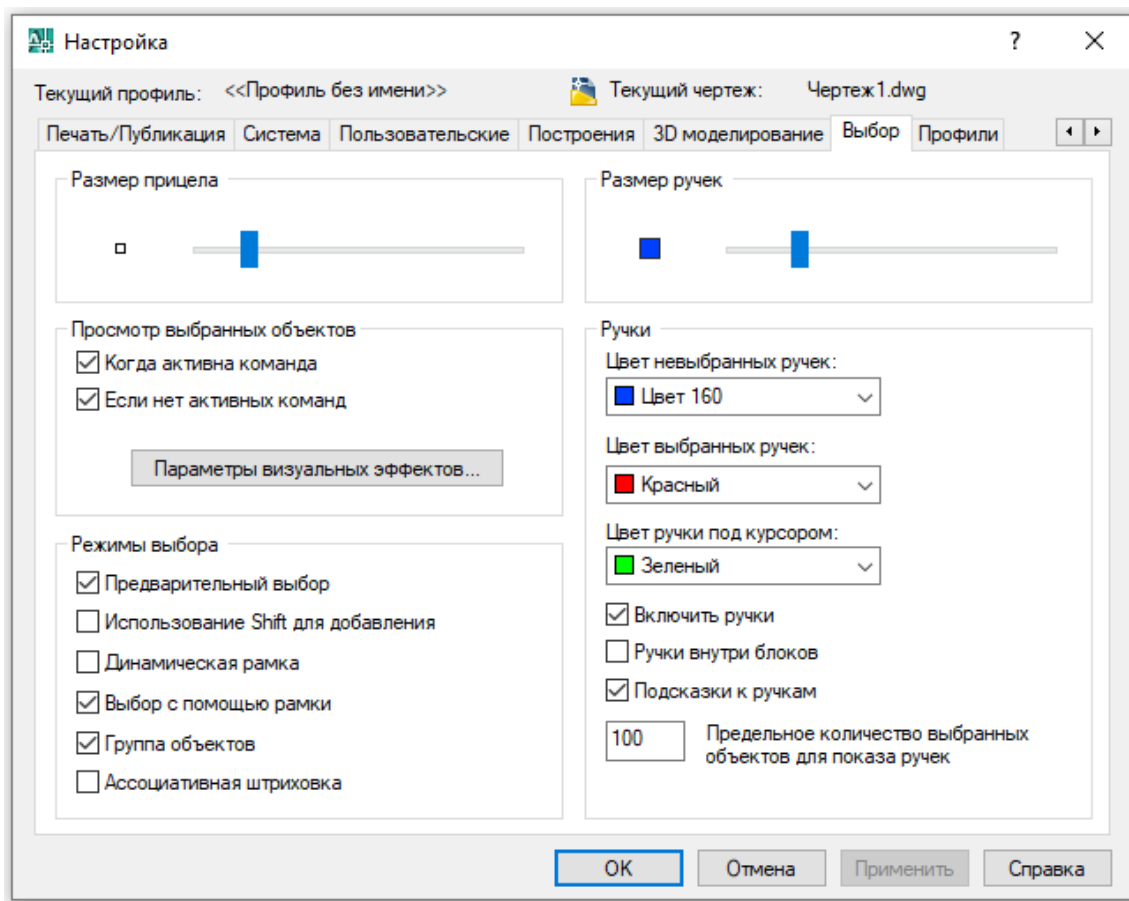 Настройка
Текущий профиль: <<Профиль без имени>> Текущий чертеж: Чертеж1.dwg
Печать/Публикация Система Пользовательские Построения 3D моделирование Выбор Профили
Размер прицела
Размер ручек
Просмотр выбранных объектов
Когда активна команда
Если нет активных команд
Параметры визуальных эффектов...
Режимы выбора
Предварительный выбор
Использование Shift для добавления
Динамическая рамка
Выбор с помощью рамки
Группа объектов
Ассоциативная штриховка
Ручки
Цвет невыбранных ручек:
Цвет 160
Цвет выбранных ручек:
Красный
Цвет ручки под курсором:
Зеленый
Включить ручки
Ручки внутри блоков
Подсказки к ручкам
100 Предельное количество выбранных
объектов для показа ручек
OK Отмена Применить Справка